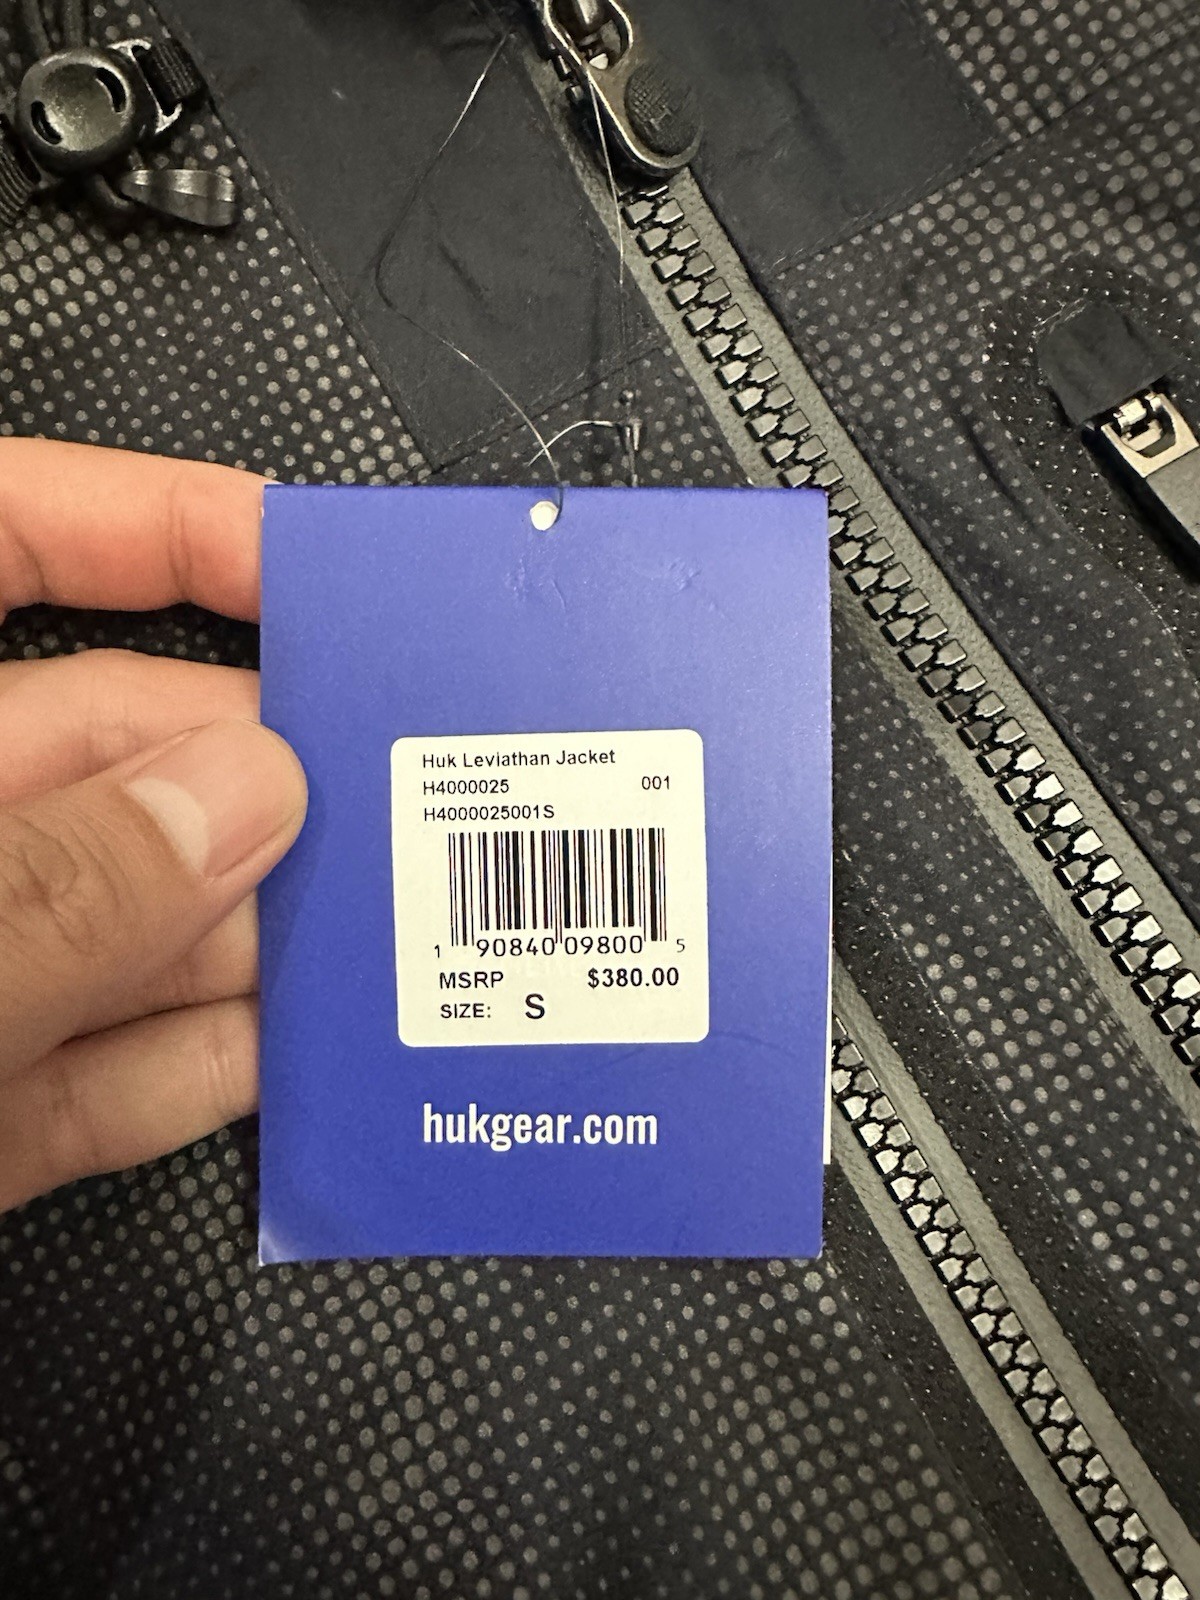 Huk Leviathan Jacket
H4000025 001
H4000025001S
1 90840 09800 5
MSRP $380.00
SIZE: S
hukgear.com